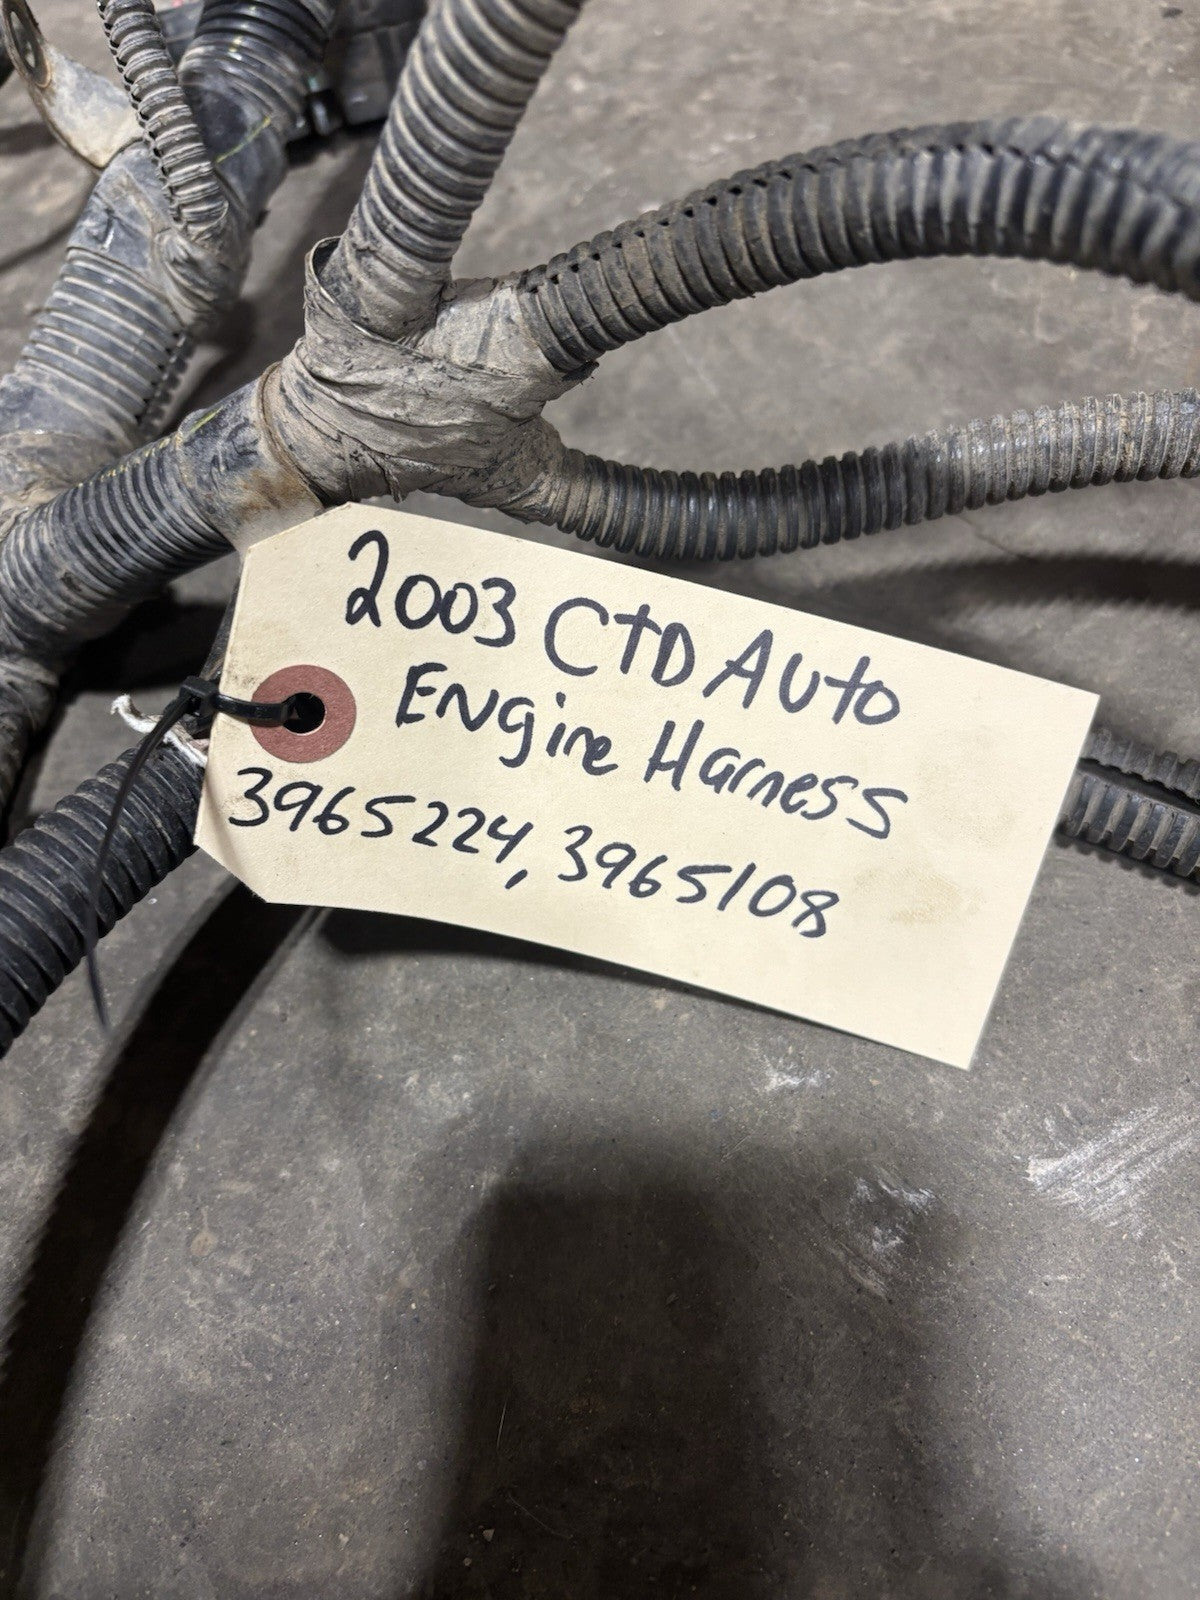 2003 CTD Auto
Engine Harness
3965224, 3965108